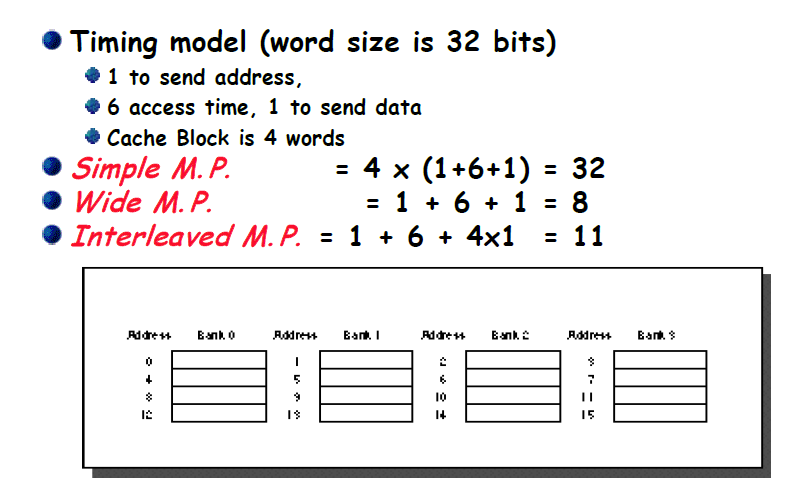 Timing model (word size is 32 bits)
1 to send address,
6 access time, 1 to send data
Cache Block is 4 words
Simple M.P. = 4 x (1+6+1) = 32
Wide M.P. = 1 + 6 + 1 = 8
Interleaved M.P. = 1 + 6 + 4x1 = 11
Address Bank 0 Address Bank 1 Address Bank 2 Address Bank 3
0 1 2 3
4 5 6 7
8 9 10 11
12 13 14 15